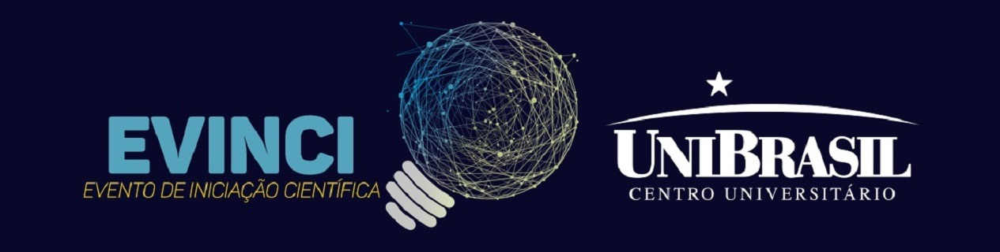 EVINCI
EVENTO DE INICIAÇÃO CIENTÍFICA
UNIBRASIL
CENTRO UNIVERSITÁRIO